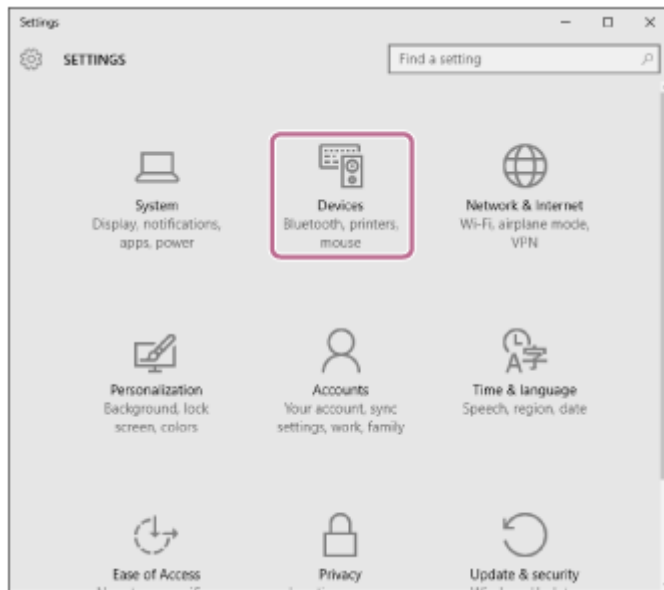 Settings
SETTINGS
Find a setting
System
Display, notifications,
apps, power
Devices
Bluetooth, printers,
mouse
Network & Internet
Wi-Fi, airplane mode,
VPN
Personalization
Background, lock
screen, colors
Accounts
Your account, sync
settings, work, family
A字
Time & language
Speech, region, date
Ease of Access
Privacy
Update & security